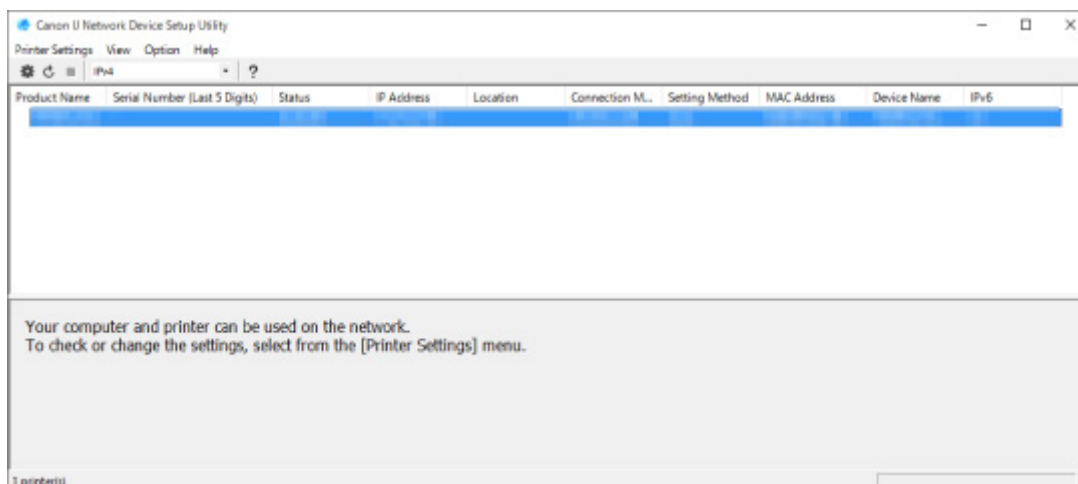 Canon IJ Network Device Setup Utility
Printer Settings View Option Help
IPv4 ?
Product Name Serial Number (Last 5 Digits) Status IP Address Location Connection M... Setting Method MAC Address Device Name IPv6
Your computer and printer can be used on the network.
To check or change the settings, select from the [Printer Settings] menu.
1 printer(s)